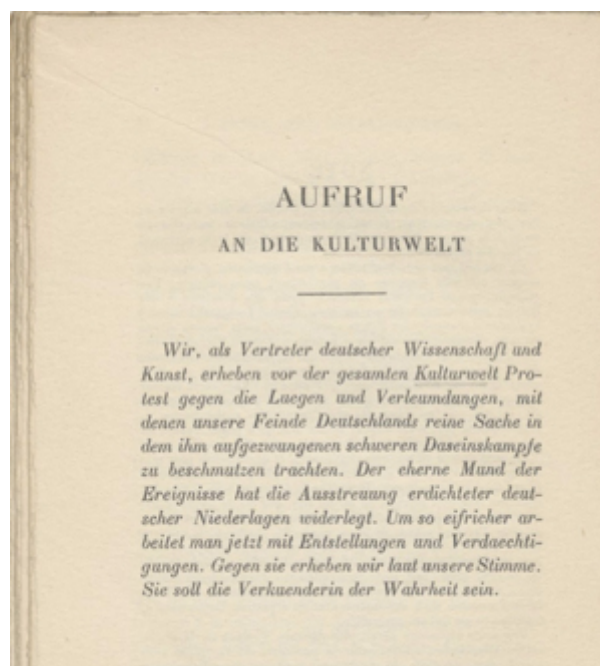 AUFRUF
AN DIE KULTURWELT
Wir, als Vertreter deutscher Wissenschaft und
Kunst, erheben vor der gesamten Kulturwelt Pro-
test gegen die Luegen und Verleumdungen, mit
denen unsere Feinde Deutschlands reine Sache in
dem ihm aufgezwungenen schweren Daseinskampfe
zu beschmutzen trachten. Der eherne Mund der
Ereignisse hat die Ausstreuung erdichteter deut-
scher Niederlagen widerlegt. Um so eifricher ar-
beitet man jetzt mit Entstellungen und Verdaechti-
gungen. Gegen sie erheben wir laut unsere Stimme.
Sie soll die Verkuenderin der Wahrheit sein.